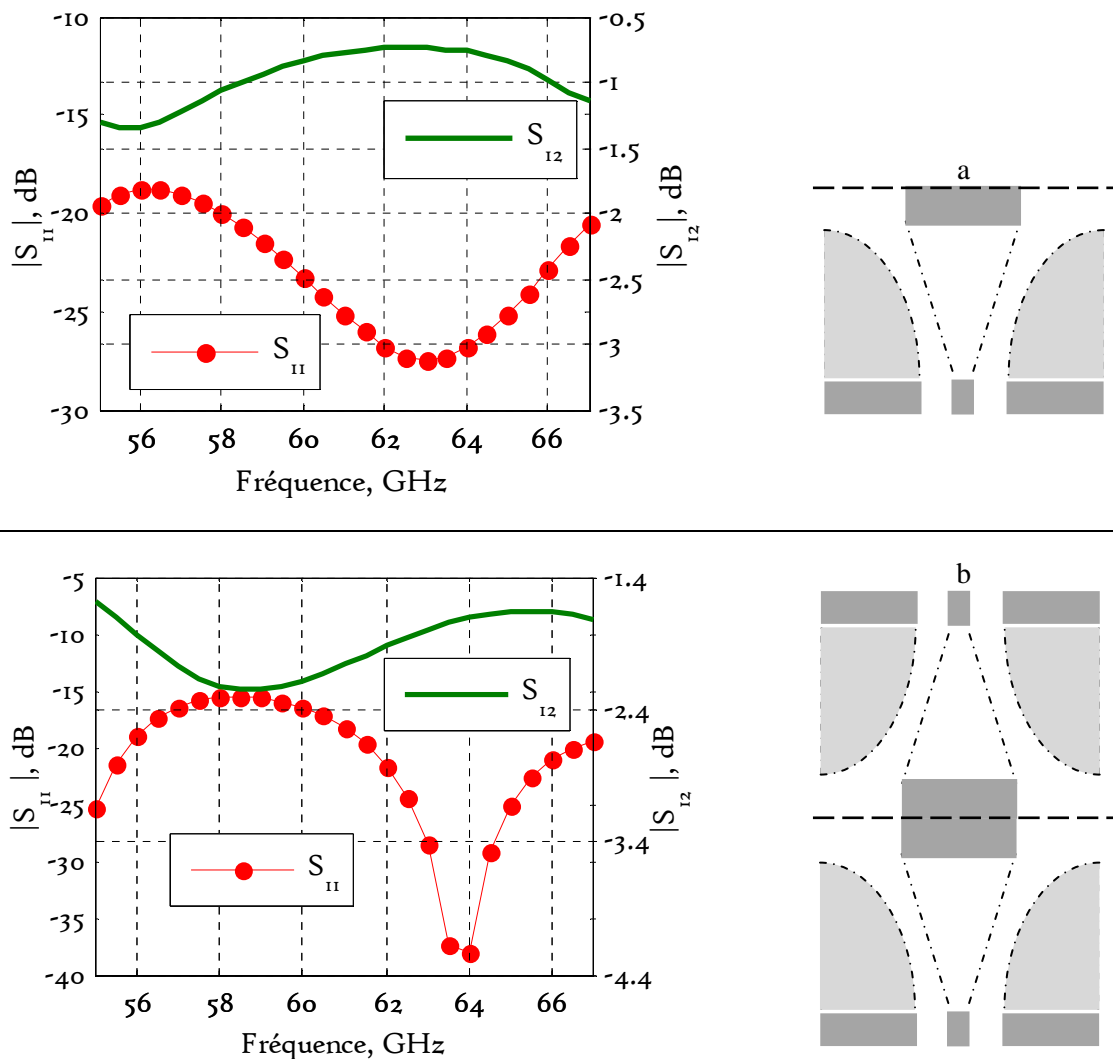 -10
-15
-20
-25
-30
|S11|, dB
-0.5
-1
-1.5
-2
-2.5
-3
-3.5
|S12|, dB
S12
S11
56 58 60 62 64 66
Fréquence, GHz
a
-5
-10
-15
-20
-25
-30
-35
-40
|S11|, dB
-1.4
-2.4
-3.4
-4.4
|S12|, dB
S12
S11
56 58 60 62 64 66
Fréquence, GHz
b